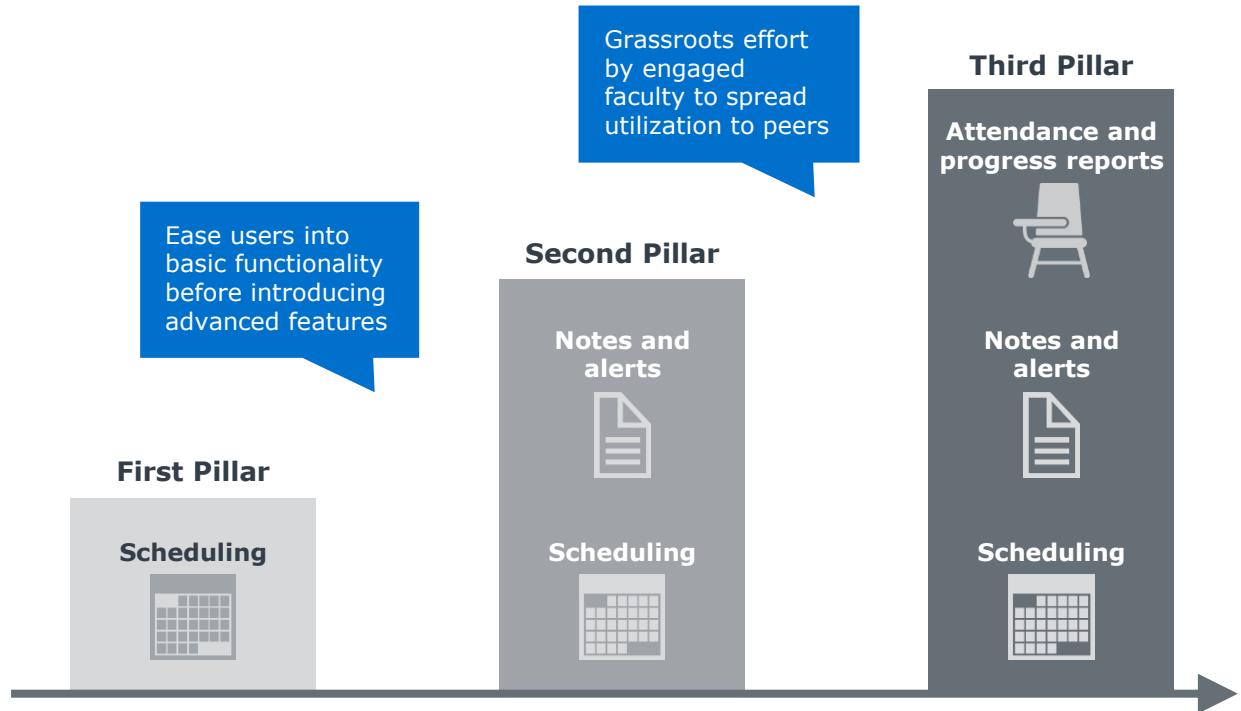 Grassroots effort
by engaged
faculty to spread
utilization to peers
Third Pillar
Attendance and
progress reports
Ease users into
basic functionality
before introducing
advanced features
Second Pillar
Notes and
alerts
Notes and
alerts
First Pillar
Scheduling
Scheduling
Scheduling